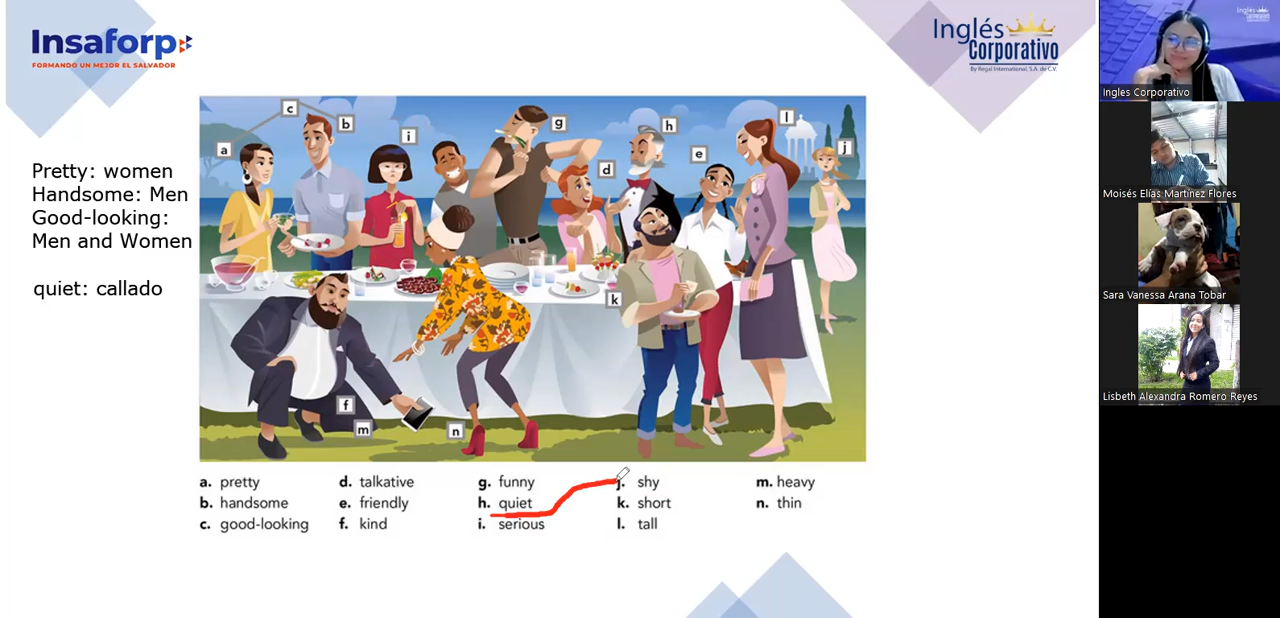 Insaforp
FORMANDO UN MEJOR EL SALVADOR
Inglés
Corporativo
By Regal International, S.A. de C.V.
Pretty: women
Handsome: Men
Good-looking:
Men and Women
quiet: callado
c
b
a
i
g
h
l
j
e
d
k
f
m
n
a. pretty
b. handsome
c. good-looking
d. talkative
e. friendly
f. kind
g. funny
h. quiet
i. serious
j. shy
k. short
l. tall
m. heavy
n. thin
Inglés
Corporativo
Ingles Corporativo
Moisés Elías Martínez Flores
Sara Vanessa Arana Tobar
Lisbeth Alexandra Romero Reyes